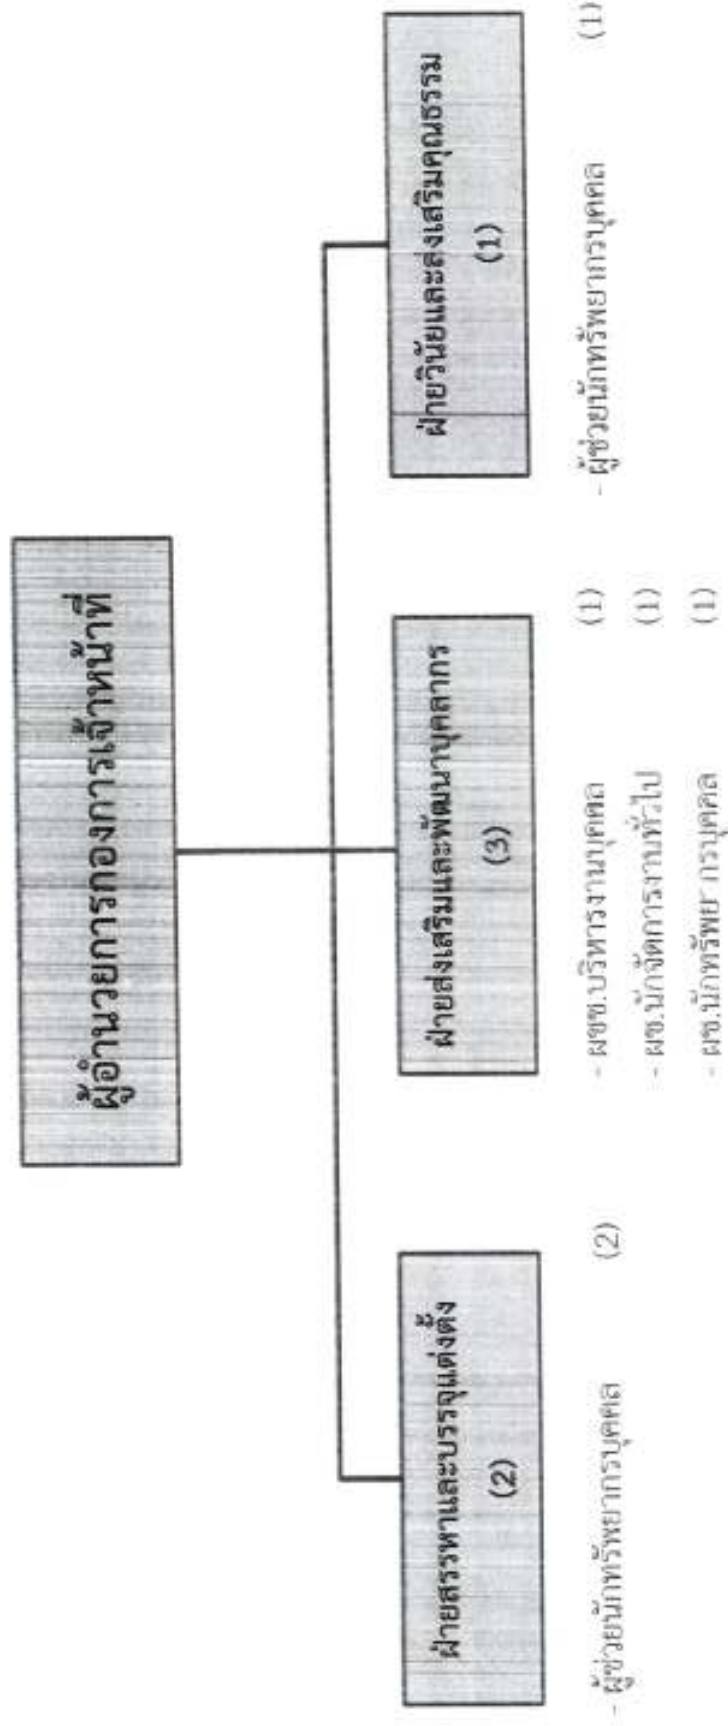 ผู้อำนวยการกองการเจ้าหน้าที่
ฝ่ายสรรหาและบรรจุแต่งตั้ง
(2)
- ผู้ช่วยนักทรัพยากรบุคคล (2)
ฝ่ายส่งเสริมและพัฒนาบุคลากร
(3)
- ผชช.บริหารงานบุคคล (1)
- ผช.นักจัดการงานทั่วไป (1)
- ผช.นักทรัพยากรบุคคล (1)
ฝ่ายวินัยและส่งเสริมคุณธรรม
(1)
- ผู้ช่วยนักทรัพยากรบุคคล (1)